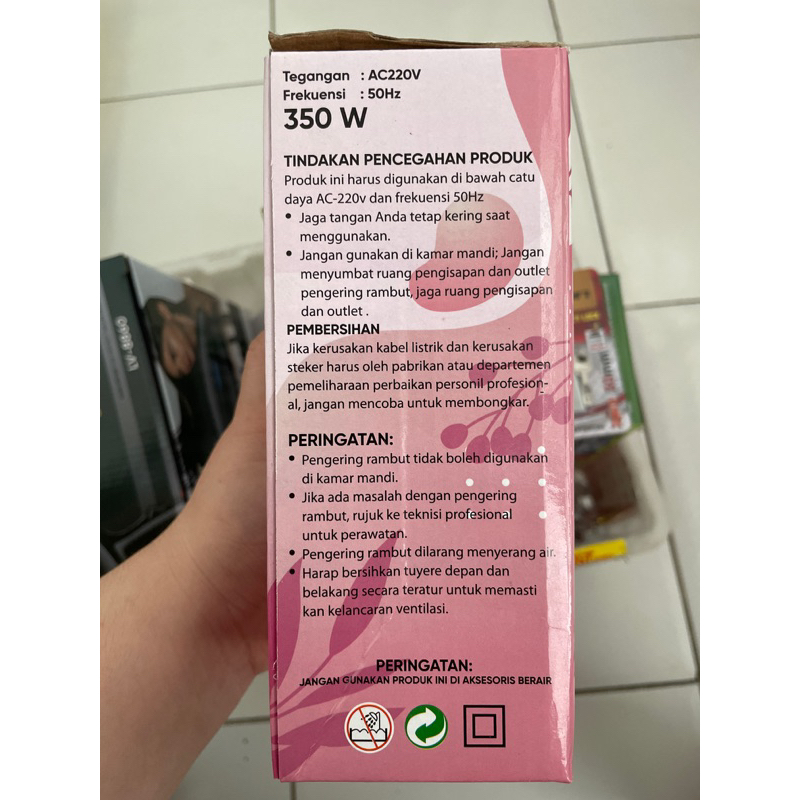 Tegangan : AC220V
Frekuensi : 50Hz
350 W
TINDAKAN PENCEGAHAN PRODUK
Produk ini harus digunakan di bawah catu
daya AC-220v dan frekuensi 50Hz
• Jaga tangan Anda tetap kering saat
menggunakan.
• Jangan gunakan di kamar mandi; Jangan
menyumbat ruang pengisapan dan outlet
pengering rambut, jaga ruang pengisapan
dan outlet .
PEMBERSIHAN
Jika kerusakan kabel listrik dan kerusakan
steker harus oleh pabrikan atau departemen
pemeliharaan perbaikan personil profesion-
al, jangan mencoba untuk membongkar.
PERINGATAN:
• Pengering rambut tidak boleh digunakan
di kamar mandi.
• Jika ada masalah dengan pengering
rambut, rujuk ke teknisi profesional
untuk perawatan.
• Pengering rambut dilarang menyerang air.
• Harap bersihkan tuyere depan dan
belakang secara teratur untuk memasti
kan kelancaran ventilasi.
PERINGATAN:
JANGAN GUNAKAN PRODUK INI DI AKSESORIS BERAIR